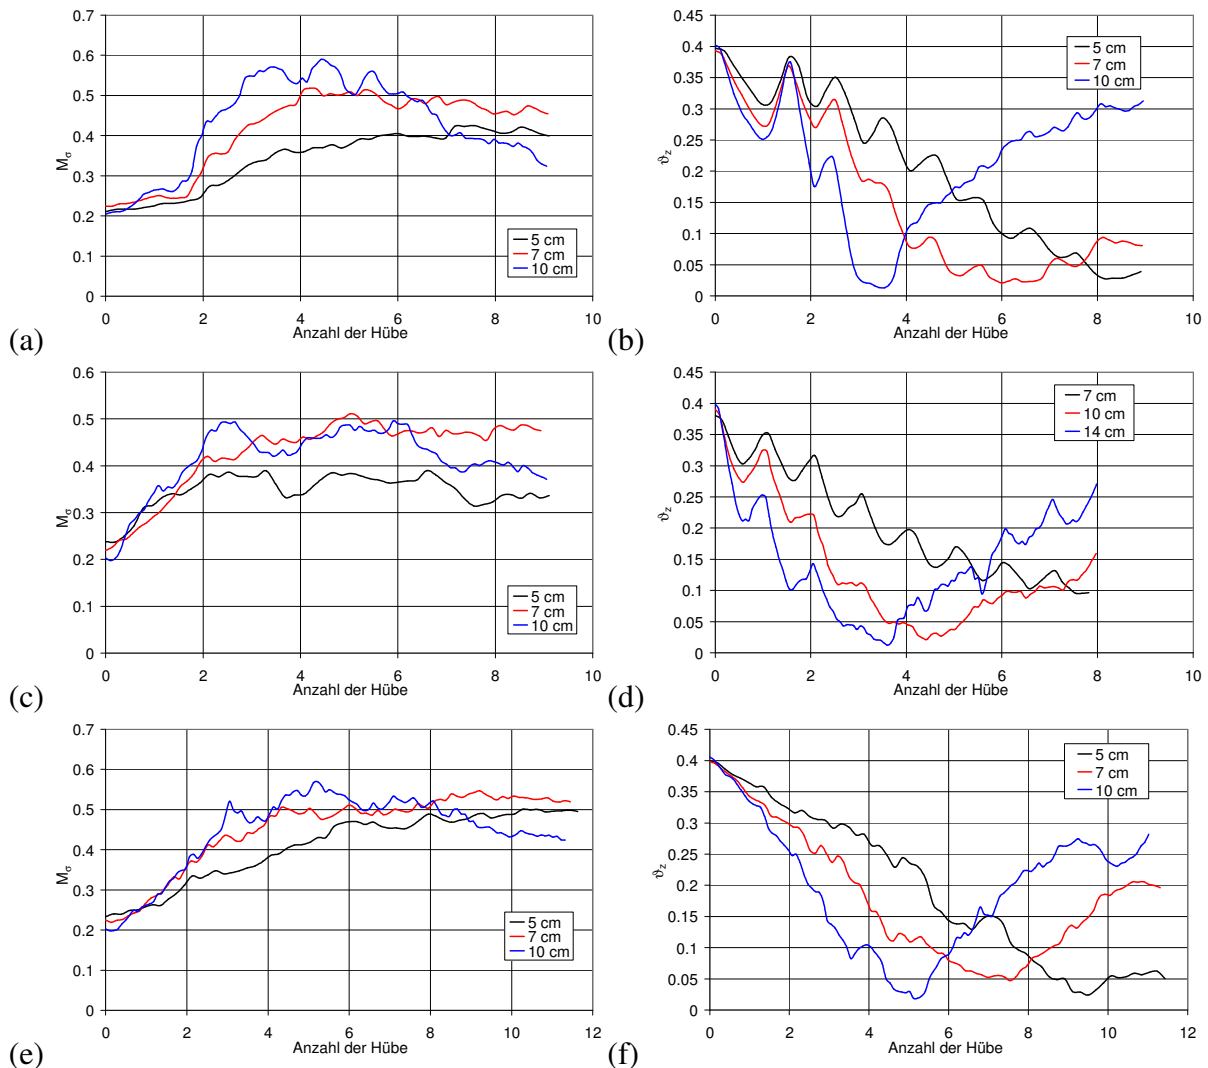 0.7
0.6
0.5
0.4
0.3
0.2
0.1
0
Mσ
0 2 4 6 8 10
Anzahl der Hübe
5 cm
7 cm
10 cm
(a)
0.45
0.4
0.35
0.3
0.25
0.2
0.15
0.1
0.05
0
ϑz
0 2 4 6 8 10
Anzahl der Hübe
5 cm
7 cm
10 cm
(b)
0.6
0.5
0.4
0.3
0.2
0.1
0
Mσ
0 2 4 6 8 10
Anzahl der Hübe
5 cm
7 cm
10 cm
(c)
0.45
0.4
0.35
0.3
0.25
0.2
0.15
0.1
0.05
0
ϑz
0 2 4 6 8 10
Anzahl der Hübe
7 cm
10 cm
14 cm
(d)
0.7
0.6
0.5
0.4
0.3
0.2
0.1
0
Mσ
0 2 4 6 8 10 12
Anzahl der Hübe
5 cm
7 cm
10 cm
(e)
0.45
0.4
0.35
0.3
0.25
0.2
0.15
0.1
0.05
0
ϑz
0 2 4 6 8 10 12
Anzahl der Hübe
5 cm
7 cm
10 cm
(f)